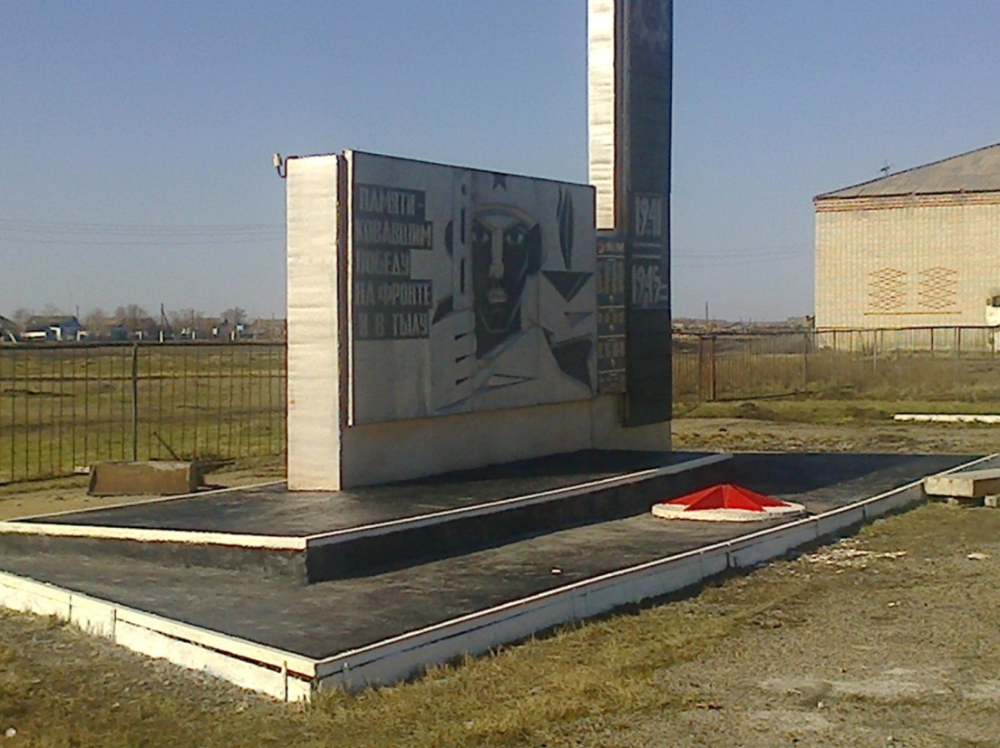 ПАМЯТИ-
КОВАВШИМ
ПОБЕДУ
НА ФРОНТЕ
И В ТЫЛУ
1941
1945